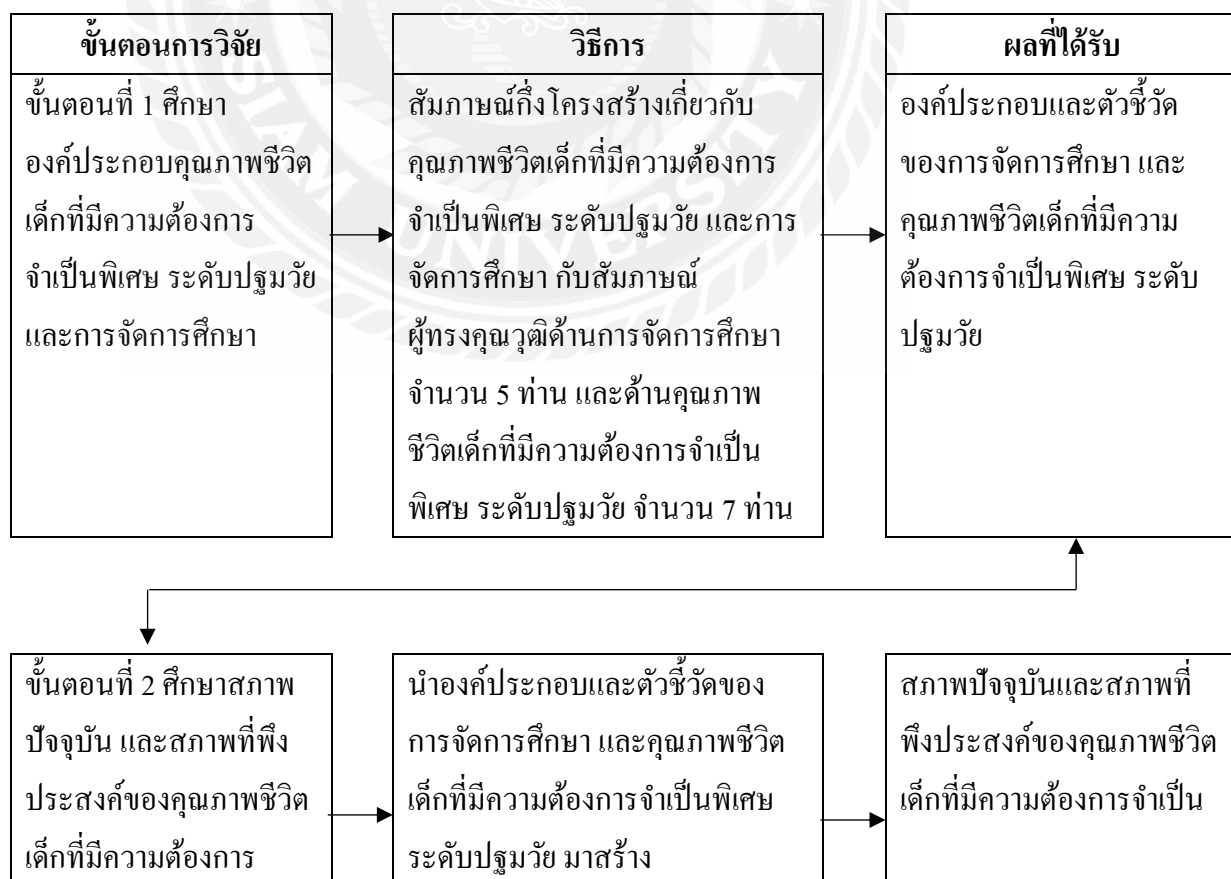 ขั้นตอนการวิจัย
วิธีการ
ผลที่ได้รับ
ขั้นตอนที่ 1 ศึกษา
องค์ประกอบคุณภาพชีวิต
เด็กที่มีความต้องการ
จำเป็นพิเศษ ระดับปฐมวัย
และการจัดการศึกษา
สัมภาษณ์กึ่งโครงสร้างเกี่ยวกับ
คุณภาพชีวิตเด็กที่มีความต้องการ
จำเป็นพิเศษ ระดับปฐมวัย และการ
จัดการศึกษา กับสัมภาษณ์
ผู้ทรงคุณวุฒิด้านการจัดการศึกษา
จำนวน 5 ท่าน และด้านคุณภาพ
ชีวิตเด็กที่มีความต้องการจำเป็น
พิเศษ ระดับปฐมวัย จำนวน 7 ท่าน
องค์ประกอบและตัวชี้วัด
ของการจัดการศึกษา และ
คุณภาพชีวิตเด็กที่มีความ
ต้องการจำเป็นพิเศษ ระดับ
ปฐมวัย
ขั้นตอนที่ 2 ศึกษาสภาพ
ปัจจุบัน และสภาพที่พึง
ประสงค์ของคุณภาพชีวิต
เด็กที่มีความต้องการ
นำองค์ประกอบและตัวชี้วัดของ
การจัดการศึกษา และคุณภาพชีวิต
เด็กที่มีความต้องการจำเป็นพิเศษ
ระดับปฐมวัย มาสร้าง
สภาพปัจจุบันและสภาพที่
พึงประสงค์ของคุณภาพชีวิต
เด็กที่มีความต้องการจำเป็น
SIAM UNIVERSITY